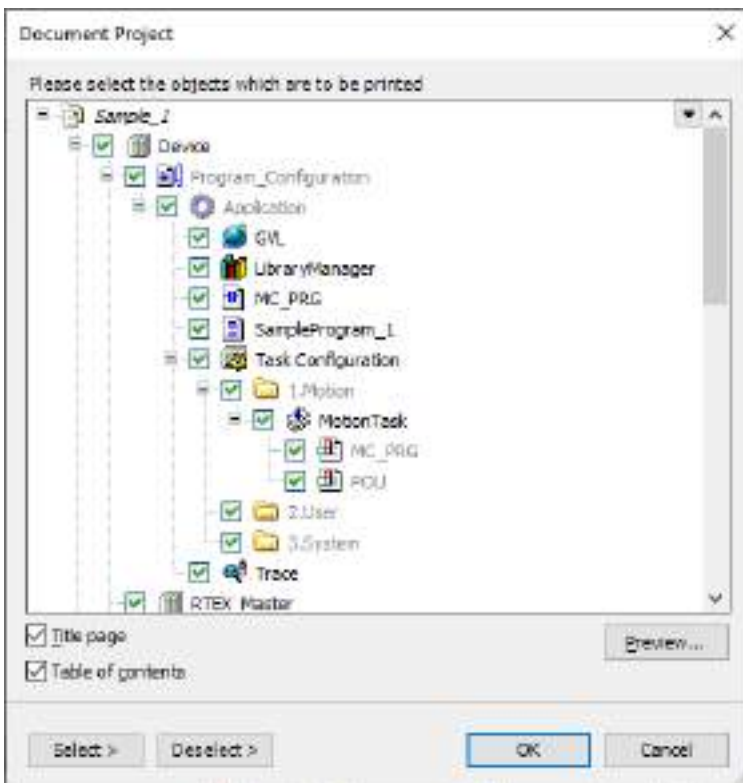 Document Project
Please select the objects which are to be printed
Sample_1
Device
Program_Configuration
Application
GVL
LibraryManager
MC_PRG
SampleProgram_1
Task Configuration
1.Motion
MotionTask
MC_PRG
POU
2.User
3.System
Trace
RTEX_Master
Title page
Preview...
Table of contents
Select >
Deselect >
OK
Cancel